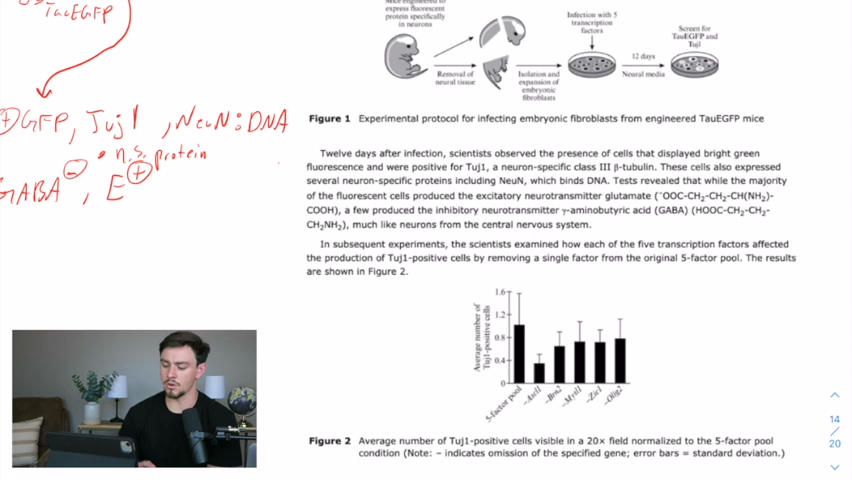 TauEGFP
GFP, Tuj1 , NeuN:DNA
n.s. protein
GABA , E
express fluorescent
protein specifically
in neurons
Removal of
neural tissue
Isolation and
expansion of
embryonic
fibroblasts
Infection with 5
transcription
factors
12 days
Neural media
Screen for
TauEGFP and
TujI
Figure 1 Experimental protocol for infecting embryonic fibroblasts from engineered TauEGFP mice
Twelve days after infection, scientists observed the presence of cells that displayed bright green
fluorescence and were positive for Tuj1, a neuron-specific class III β-tubulin. These cells also expressed
several neuron-specific proteins including NeuN, which binds DNA. Tests revealed that while the majority
of the fluorescent cells produced the excitatory neurotransmitter glutamate (⁻OOC-CH₂-CH₂-CH(NH₂)-
COOH), a few produced the inhibitory neurotransmitter γ-aminobutyric acid (GABA) (HOOC-CH₂-CH₂-
CH₂NH₂), much like neurons from the central nervous system.
In subsequent experiments, the scientists examined how each of the five transcription factors affected
the production of Tuj1-positive cells by removing a single factor from the original 5-factor pool. The results
are shown in Figure 2.
Average number of
Tuj1-positive cells
1.6
1.2
0.8
0.4
0
5-factor pool
–Ascl1
–Brn2
–Myt1l
–Zic1
–Olig2
Figure 2 Average number of Tuj1-positive cells visible in a 20× field normalized to the 5-factor pool
condition (Note: – indicates omission of the specified gene; error bars = standard deviation.)
14
/
20